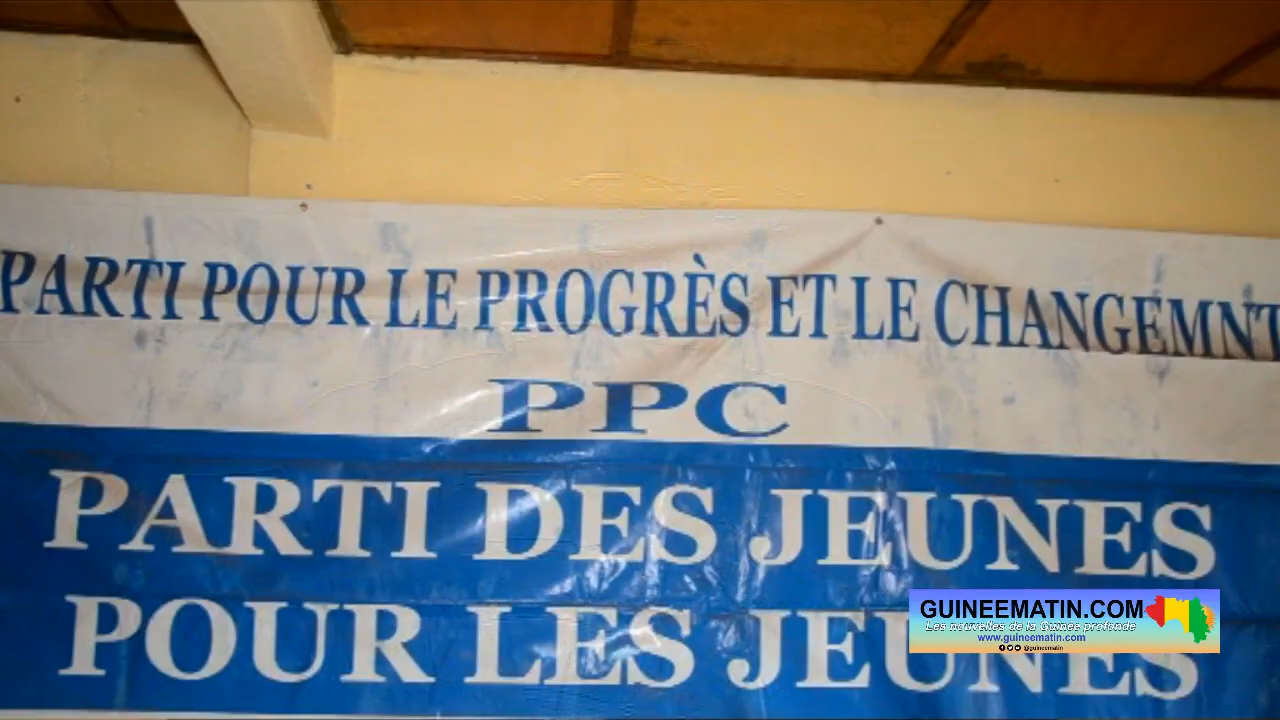 PARTI POUR LE PROGRÈS ET LE CHANGEMNT
PPC
PARTI DES JEUNES
POUR LES JEUNES
GUINEEMATIN.COM
Les nouvelles de la Guinée profonde
www.guineematin.com
@guineematin